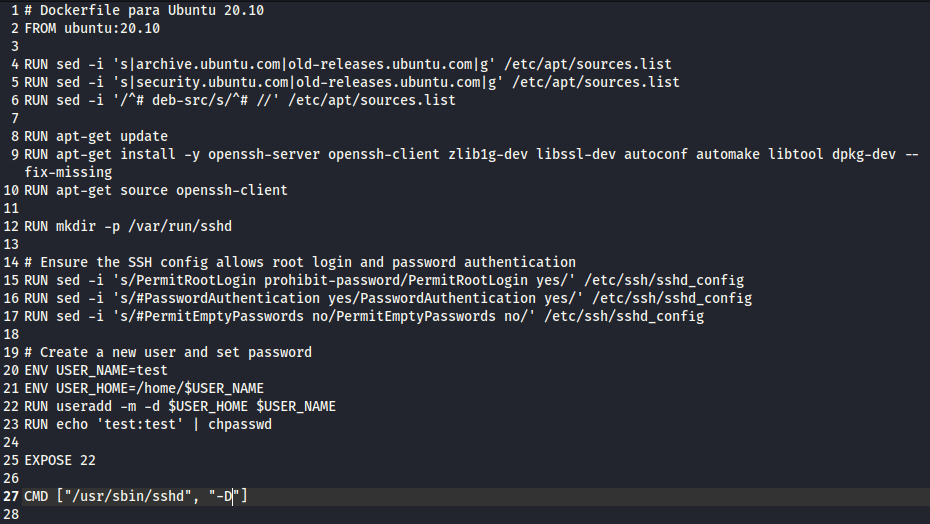 1 # Dockerfile para Ubuntu 20.10
2 FROM ubuntu:20.10
3
4 RUN sed -i 's|archive.ubuntu.com|old-releases.ubuntu.com|g' /etc/apt/sources.list
5 RUN sed -i 's|security.ubuntu.com|old-releases.ubuntu.com|g' /etc/apt/sources.list
6 RUN sed -i '/^# deb-src/s/^# //' /etc/apt/sources.list
7
8 RUN apt-get update
9 RUN apt-get install -y openssh-server openssh-client zlib1g-dev libssl-dev autoconf automake libtool dpkg-dev --
fix-missing
10 RUN apt-get source openssh-client
11
12 RUN mkdir -p /var/run/sshd
13
14 # Ensure the SSH config allows root login and password authentication
15 RUN sed -i 's/PermitRootLogin prohibit-password/PermitRootLogin yes/' /etc/ssh/sshd_config
16 RUN sed -i 's/#PasswordAuthentication yes/PasswordAuthentication yes/' /etc/ssh/sshd_config
17 RUN sed -i 's/#PermitEmptyPasswords no/PermitEmptyPasswords no/' /etc/ssh/sshd_config
18
19 # Create a new user and set password
20 ENV USER_NAME=test
21 ENV USER_HOME=/home/$USER_NAME
22 RUN useradd -m -d $USER_HOME $USER_NAME
23 RUN echo 'test:test' | chpasswd
24
25 EXPOSE 22
26
27 CMD ["/usr/sbin/sshd", "-D"]
28